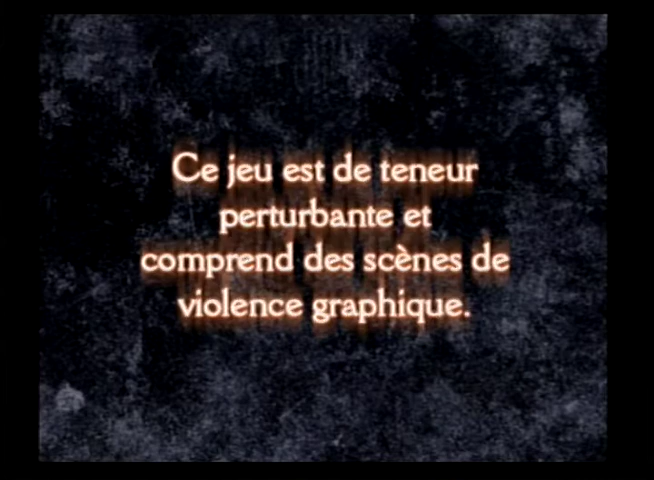 Ce jeu est de teneur
perturbante et
comprend des scènes de
violence graphique.